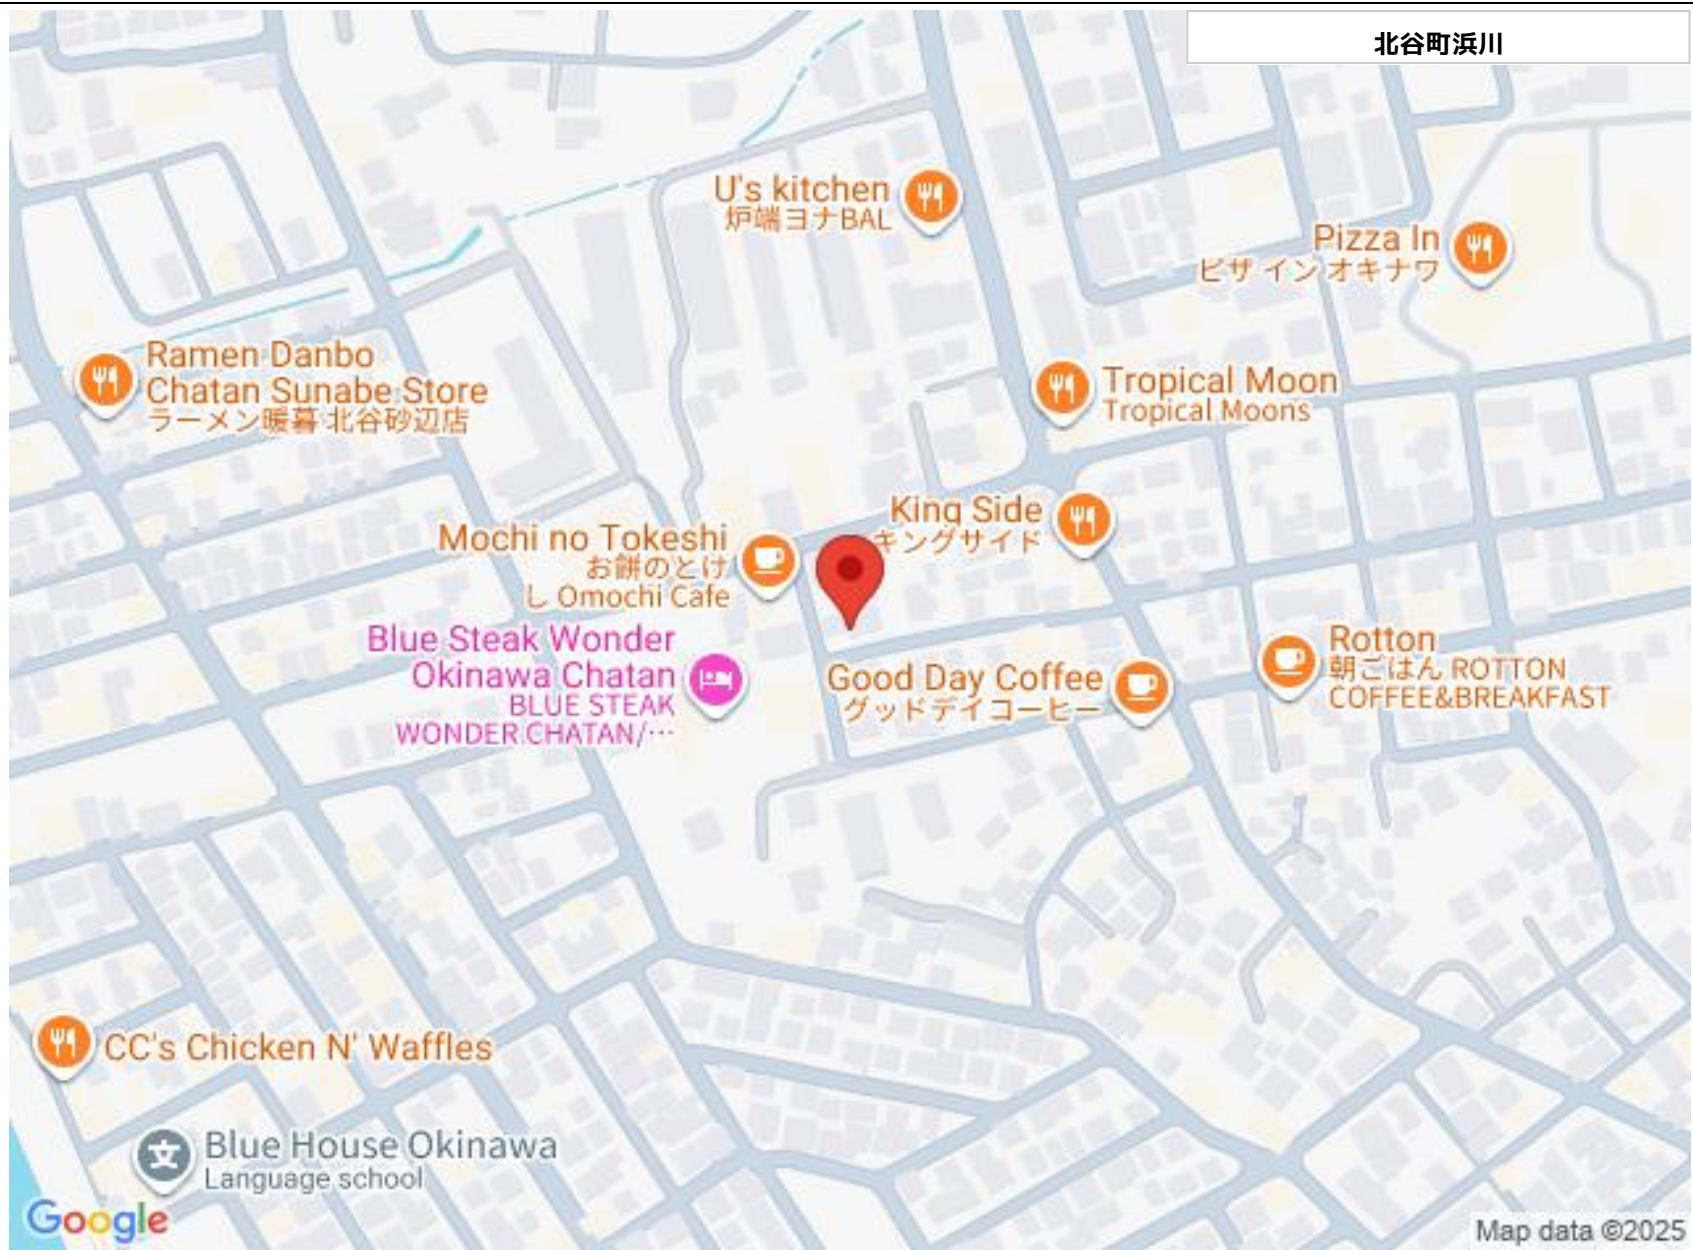 北谷町浜川
U's kitchen
炉端ヨナBAL
Pizza In
ピザ イン オキナワ
Ramen Danbo
Chatan Sunabe Store
ラーメン暖暮 北谷砂辺店
Tropical Moon
Tropical Moons
King Side
キングサイド
Mochi no Tokeshi
お餅のとけ
し Omochi Cafe
Blue Steak Wonder
Okinawa Chatan
BLUE STEAK
WONDER CHATAN/…
Good Day Coffee
グッドデイコーヒー
Rotton
朝ごはん ROTTON
COFFEE&BREAKFAST
CC's Chicken N' Waffles
文
Blue House Okinawa
Language school
Google
Map data ©2025